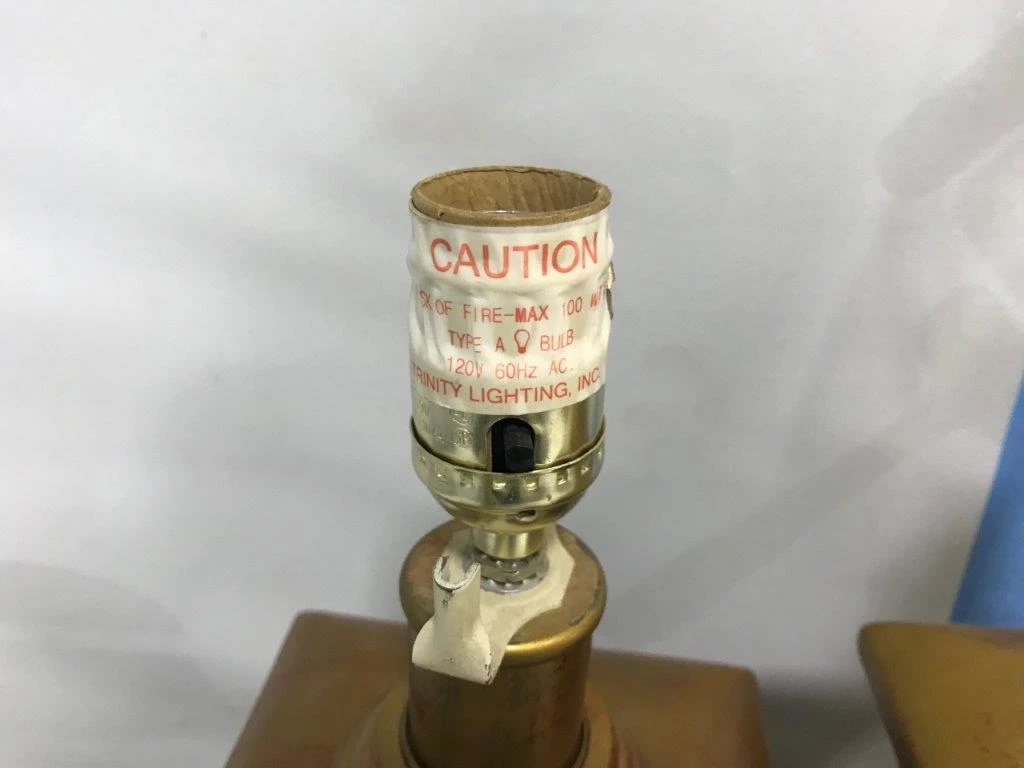 CAUTION
SK OF FIRE-MAX 100 W
TYPE A BULB
120V 60Hz AC.
TRINITY LIGHTING, INC.